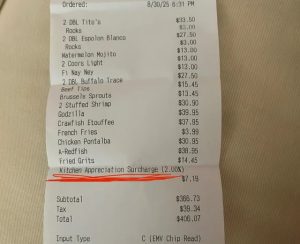 Ordered: 8/30/25 6:31 PM
2 DBL Tito's $33.50
Rocks $3.00
2 DBL Espolon Blanco $27.50
Rocks $3.00
Watermelon Mojito $13.00
2 Coors Light $13.00
Fi Nay Ney $13.00
2 DBL Buffalo Trace $27.50
Beef Tips $15.45
Brussels Sprouts $13.45
2 Stuffed Shrimp $30.90
Godzilla $39.95
Crawfish Etouffee $37.95
French Fries $3.99
Chicken Pontalba $30.95
A-Redfish $38.95
Fried Grits $14.45
Kitchen Appreciation Surcharge (2.00%)
$7.19
Subtotal $366.73
Tax $39.34
Total $406.07
Input Type C (EMV Chip Read)